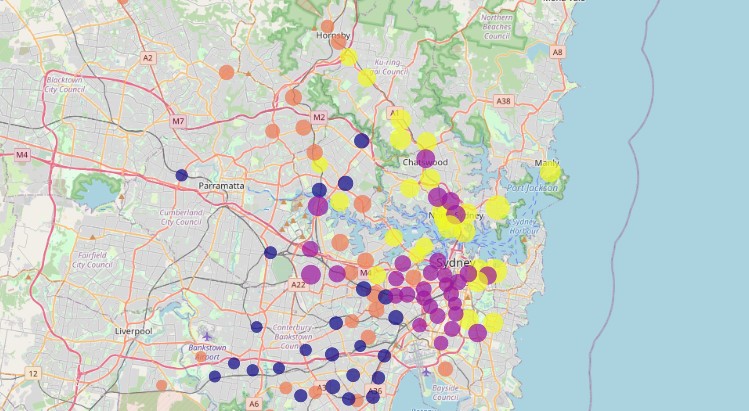 Northern
Beaches
Council
A8
Hornsby
A2
Ku-ring
gai Council
Blacktown
City Council
A38
M7
M2
A1
M4
Chatswood
Manly
Parramatta
Port Jackson
Cumberland
City Council
Sydney
Harbour
Sydney
Fairfield
City Council
A22
Liverpool
Canterbury
Bankstown
Council
Bankstown
Airport
12
A6
A36
Bayside
Council